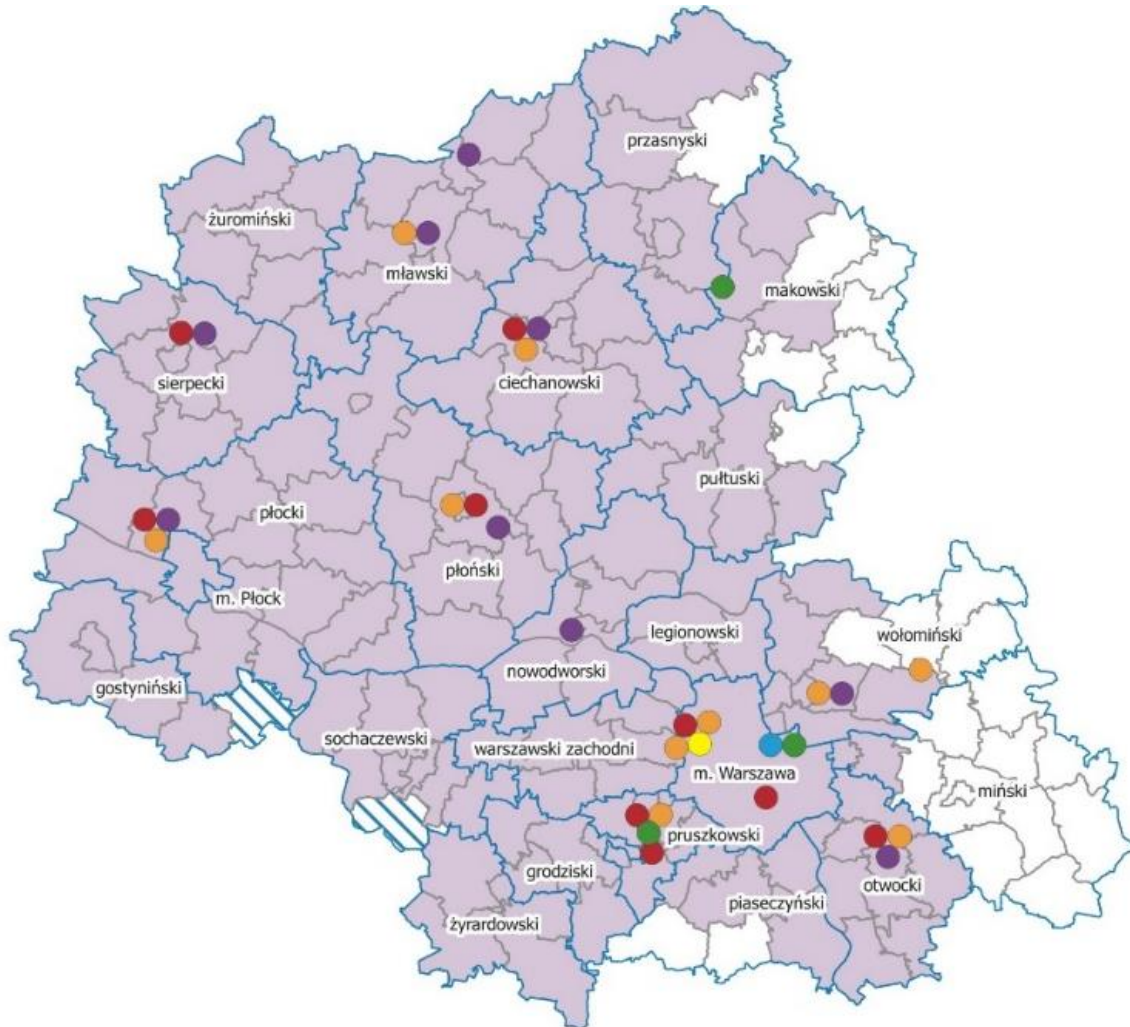 przasnyski
żuromiński
mławski
makowski
sierpecki
ciechanowski
pułtuski
płocki
płoński
m. Płock
legionowski
wołomiński
nowodworski
gostyniński
sochaczewski
warszawski zachodni
m. Warszawa
miński
pruszkowski
grodziski
otwocki
piaseczyński
żyrardowski